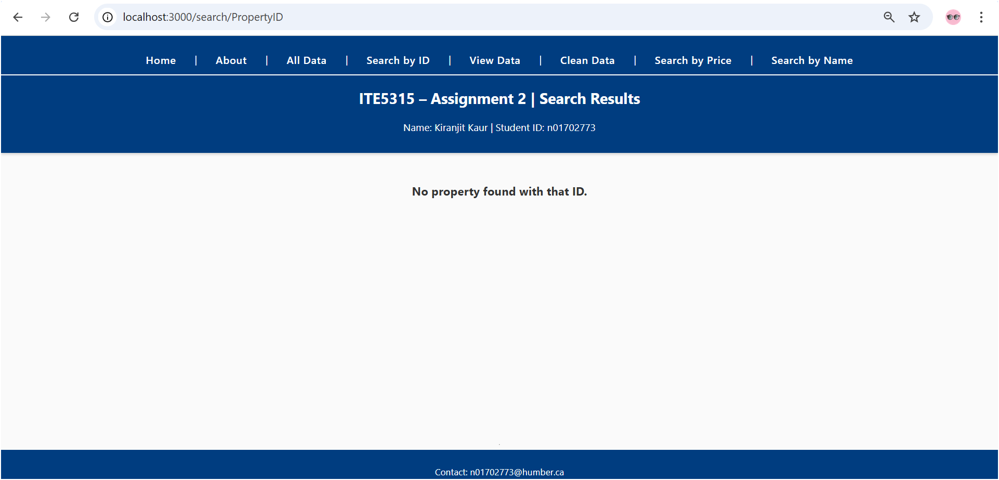 localhost:3000/search/PropertyID
Home | About | All Data | Search by ID | View Data | Clean Data | Search by Price | Search by Name
ITE5315 – Assignment 2 | Search Results
Name: Kiranjit Kaur | Student ID: n01702773
No property found with that ID.
Contact: n01702773@humber.ca